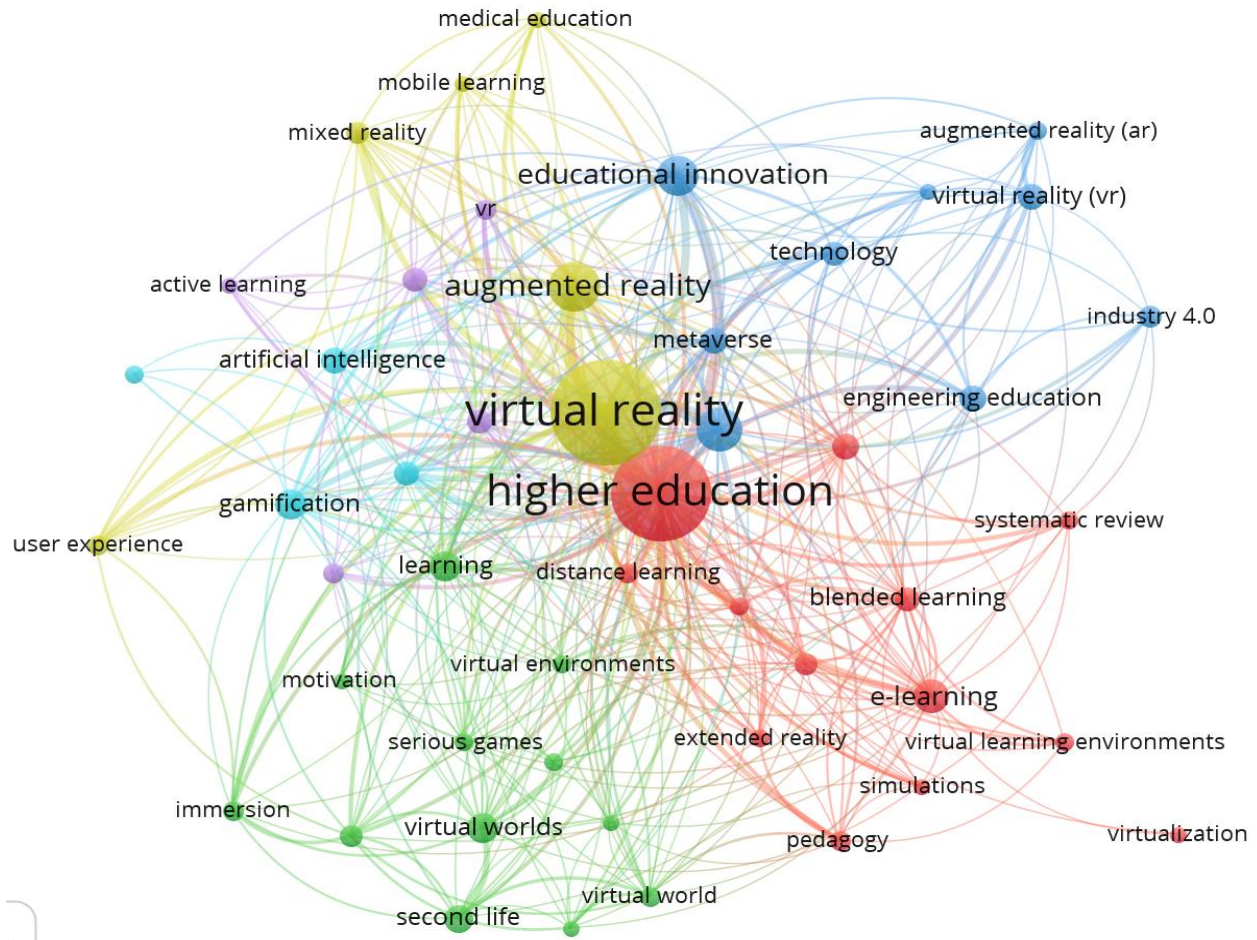 medical education
mobile learning
mixed reality
augmented reality (ar)
educational innovation
virtual reality (vr)
vr
technology
active learning
augmented reality
industry 4.0
metaverse
artificial intelligence
engineering education
virtual reality
higher education
gamification
systematic review
user experience
learning
distance learning
blended learning
virtual environments
motivation
e-learning
serious games
extended reality
virtual learning environments
simulations
immersion
virtual worlds
pedagogy
virtualization
virtual world
second life